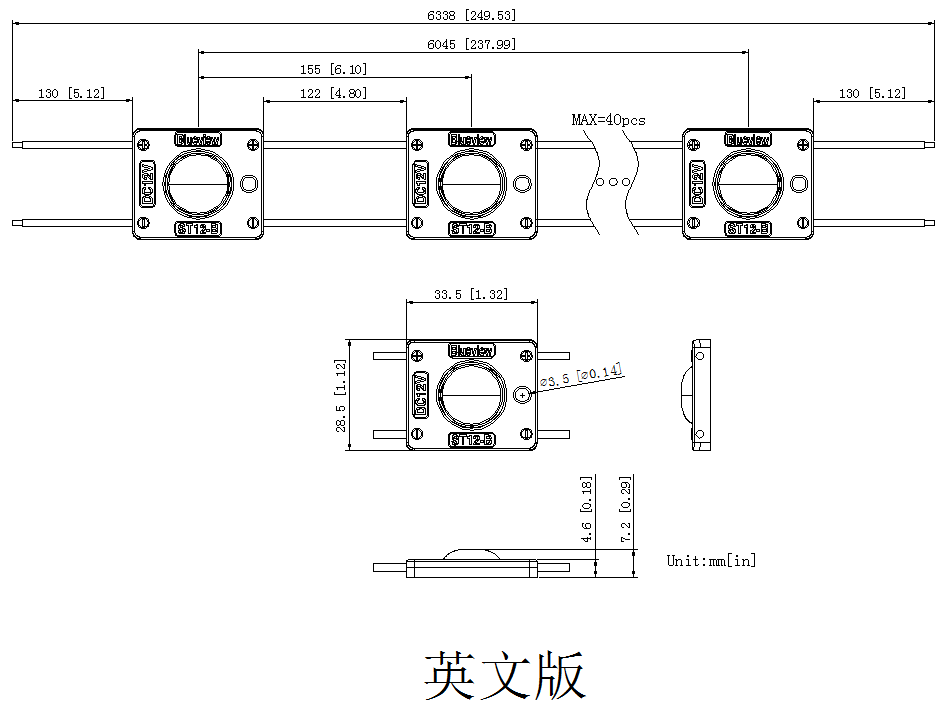 6338 [249.53]
6045 [237.99]
155 [6.10]
130 [5.12]
122 [4.80]
130 [5.12]
MAX=40pcs
Blueview
Blueview
Blueview
DC12V
DC12V
DC12V
ST12-B
ST12-B
ST12-B
33.5 [1.32]
Blueview
28.5 [1.12]
DC12V
ø3.5 [ø0.14]
ST12-B
4.6 [0.18]
7.2 [0.29]
Unit:mm[in]
英文版